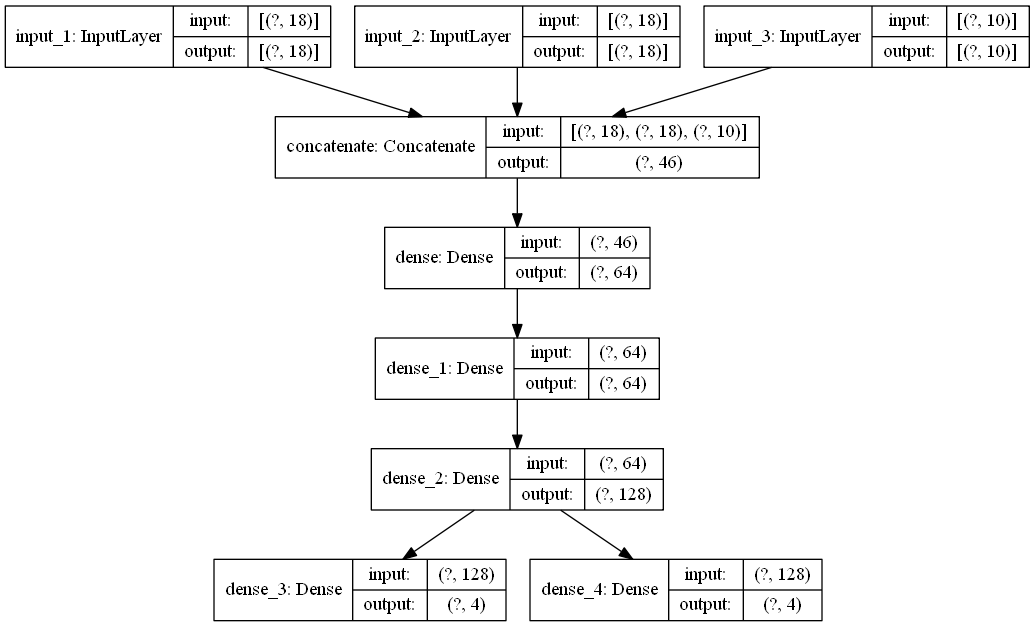 input_1: InputLayer
input: [(?, 18)]
output: [(?, 18)]
input_2: InputLayer
input: [(?, 18)]
output: [(?, 18)]
input_3: InputLayer
input: [(?, 10)]
output: [(?, 10)]
concatenate: Concatenate
input: [(?, 18), (?, 18), (?, 10)]
output: (?, 46)
dense: Dense
input: (?, 46)
output: (?, 64)
dense_1: Dense
input: (?, 64)
output: (?, 64)
dense_2: Dense
input: (?, 64)
output: (?, 128)
dense_3: Dense
input: (?, 128)
output: (?, 4)
dense_4: Dense
input: (?, 128)
output: (?, 4)